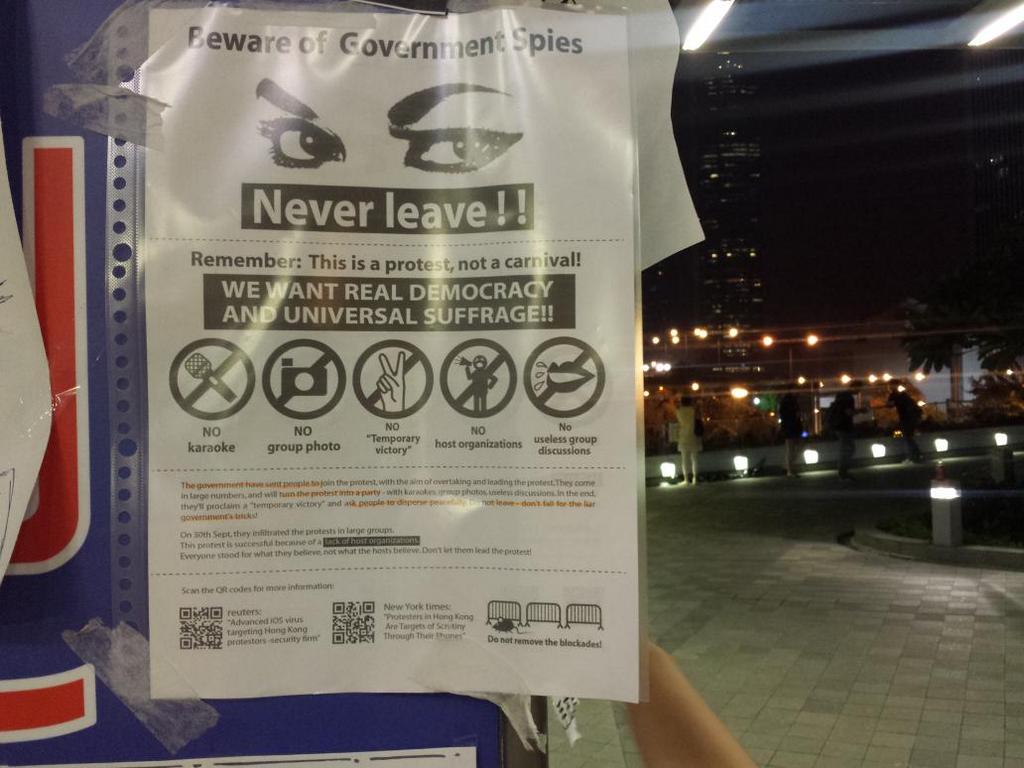 Beware of Government Spies
Never leave!!
Remember: This is a protest, not a carnival!
WE WANT REAL DEMOCRACY
AND UNIVERSAL SUFFRAGE!!
NO
karaoke
NO
group photo
NO
"Temporary
victory"
NO
host organizations
No
useless group
discussions
The government have sent people to join the protest, with the aim of overtaking and leading the protest. They come
in large numbers, and will turn the protest into a party - with karaokes, group photos, useless discussions. In the end,
they'll proclaim a "temporary victory" and ask people to disperse peacefully. Do not leave - don't fall for the liar
government's tricks!
On 30th Sept, they infiltrated the protests in large groups.
This protest is successful because of a lack of host organizations.
Everyone stood for what they believe, not what the hosts believe. Don't let them lead the protest!
Scan the QR codes for more information:
reuters:
"Advanced iOS virus
targeting Hong Kong
protestors -security firm"
New York times:
"Protesters in Hong Kong
Are Targets of Scrutiny
Through Their Phones"
Do not remove the blockades!